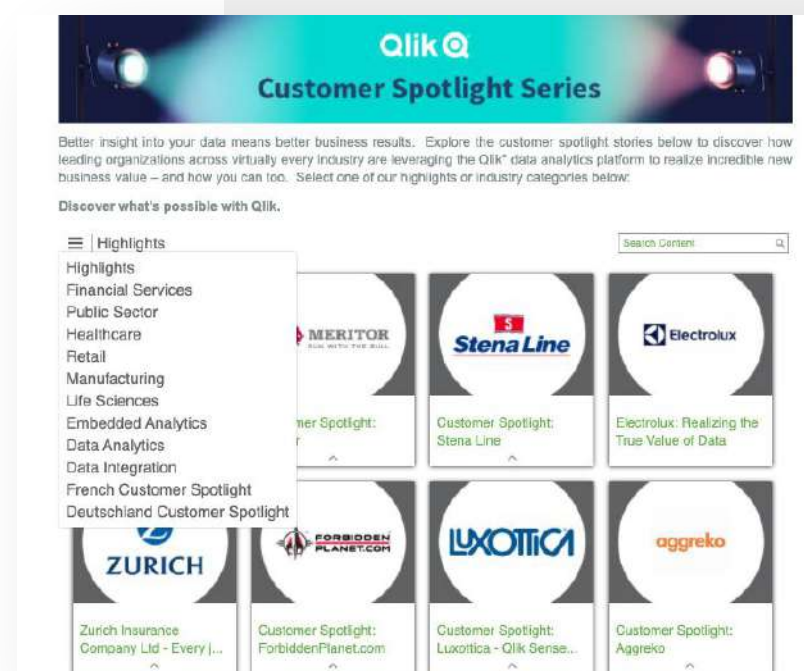 Qlik
Customer Spotlight Series
Better insight into your data means better business results. Explore the customer spotlight stories below to discover how
leading organizations across virtually every industry are leveraging the Qlik® data analytics platform to realize incredible new
business value – and how you can too. Select one of our highlights or industry categories below:
Discover what's possible with Qlik.
Highlights
Search Content
Highlights
Financial Services
Public Sector
Healthcare
Retail
Manufacturing
Life Sciences
Embedded Analytics
Data Analytics
Data Integration
French Customer Spotlight
Deutschland Customer Spotlight
MERITOR
RUN WITH THE BULL
S
Stena Line
Electrolux
mer Spotlight:
r
Customer Spotlight:
Stena Line
Electrolux: Realizing the
True Value of Data
ZURICH
FORBIDDEN
PLANET.COM
LUXOTTICA
aggreko
Zurich Insurance
Company Ltd - Every j...
Customer Spotlight:
ForbiddenPlanet.com
Customer Spotlight:
Luxottica - Qlik Sense...
Customer Spotlight:
Aggreko